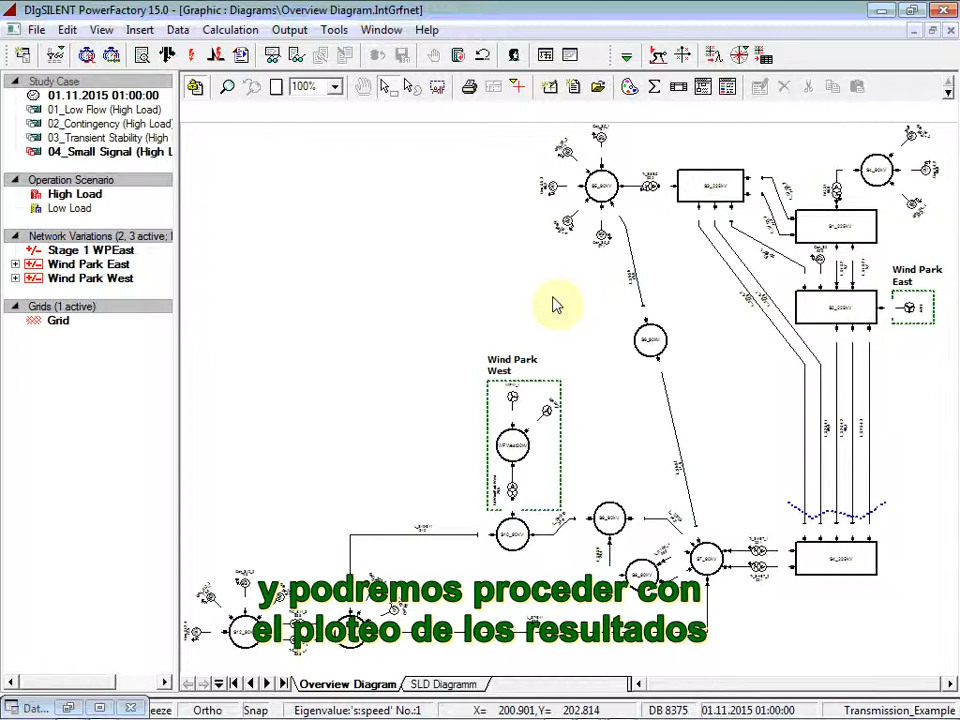 DIgSILENT PowerFactory 15.0 - [Graphic : Diagrams\Overview Diagram.IntGrfnet]
File Edit View Insert Data Calculation Output Tools Window Help
100%
Study Case
01.11.2015 01:00:00
01_Low Flow (High Load)
02_Contingency (High Load)
03_Transient Stability (High
04_Small Signal (High L
Operation Scenario
High Load
Low Load
Network Variations (2, 3 active;
Stage 1 WPEast
Wind Park East
Wind Park West
Grids (1 active)
Grid
Wind Park
East
Wind Park
West
y podremos proceder con
el ploteo de los resultados
Overview Diagram SLD Diagramm
Dat...
eeze Ortho Snap Eigenvalue 's:speed' No.:1 X= 200.901,Y= 202.814 DB 8375 01.11.2015 01:00:00 Transmission_Example